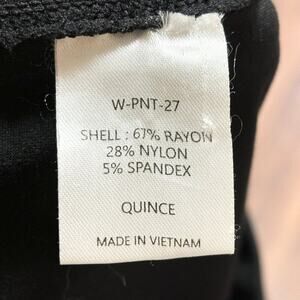 W-PNT-27
SHELL : 67% RAYON
28% NYLON
5% SPANDEX
QUINCE
MADE IN VIETNAM